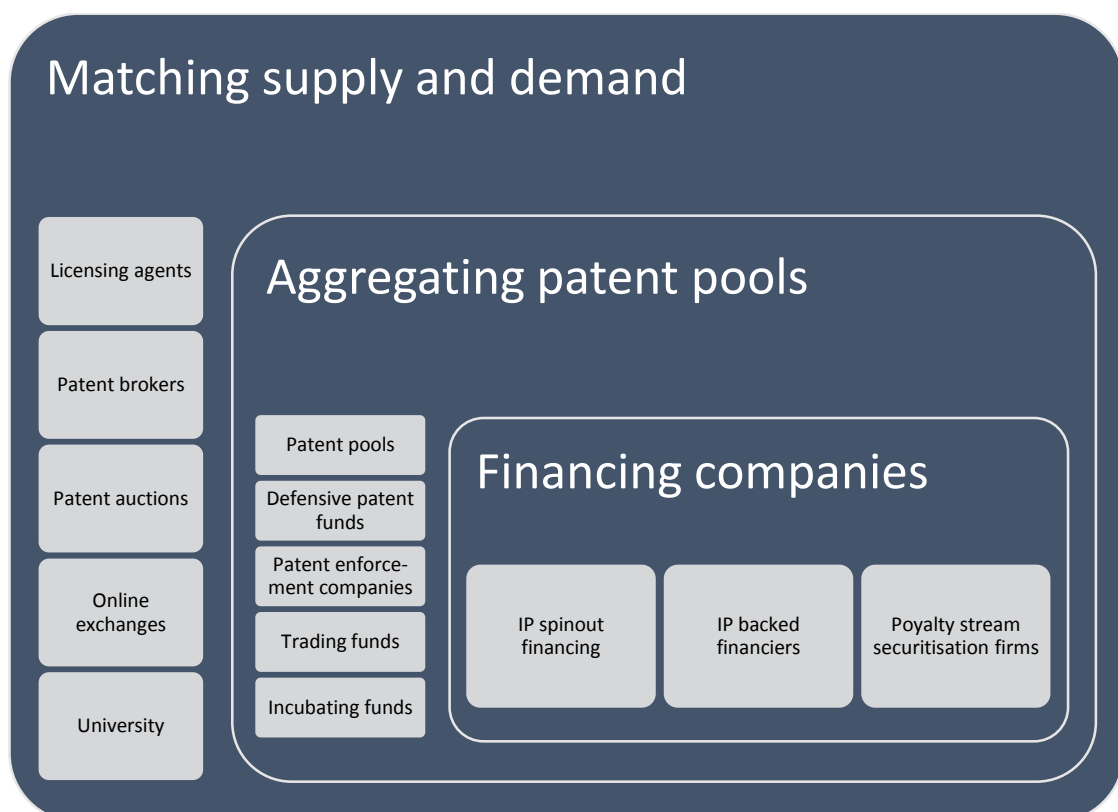 Matching supply and demand
Licensing agents
Patent brokers
Patent auctions
Online
exchanges
University
Aggregating patent pools
Patent pools
Defensive patent
funds
Patent enforce-
ment companies
Trading funds
Incubating funds
Financing companies
IP spinout
financing
IP backed
financiers
Poyalty stream
securitisation firms